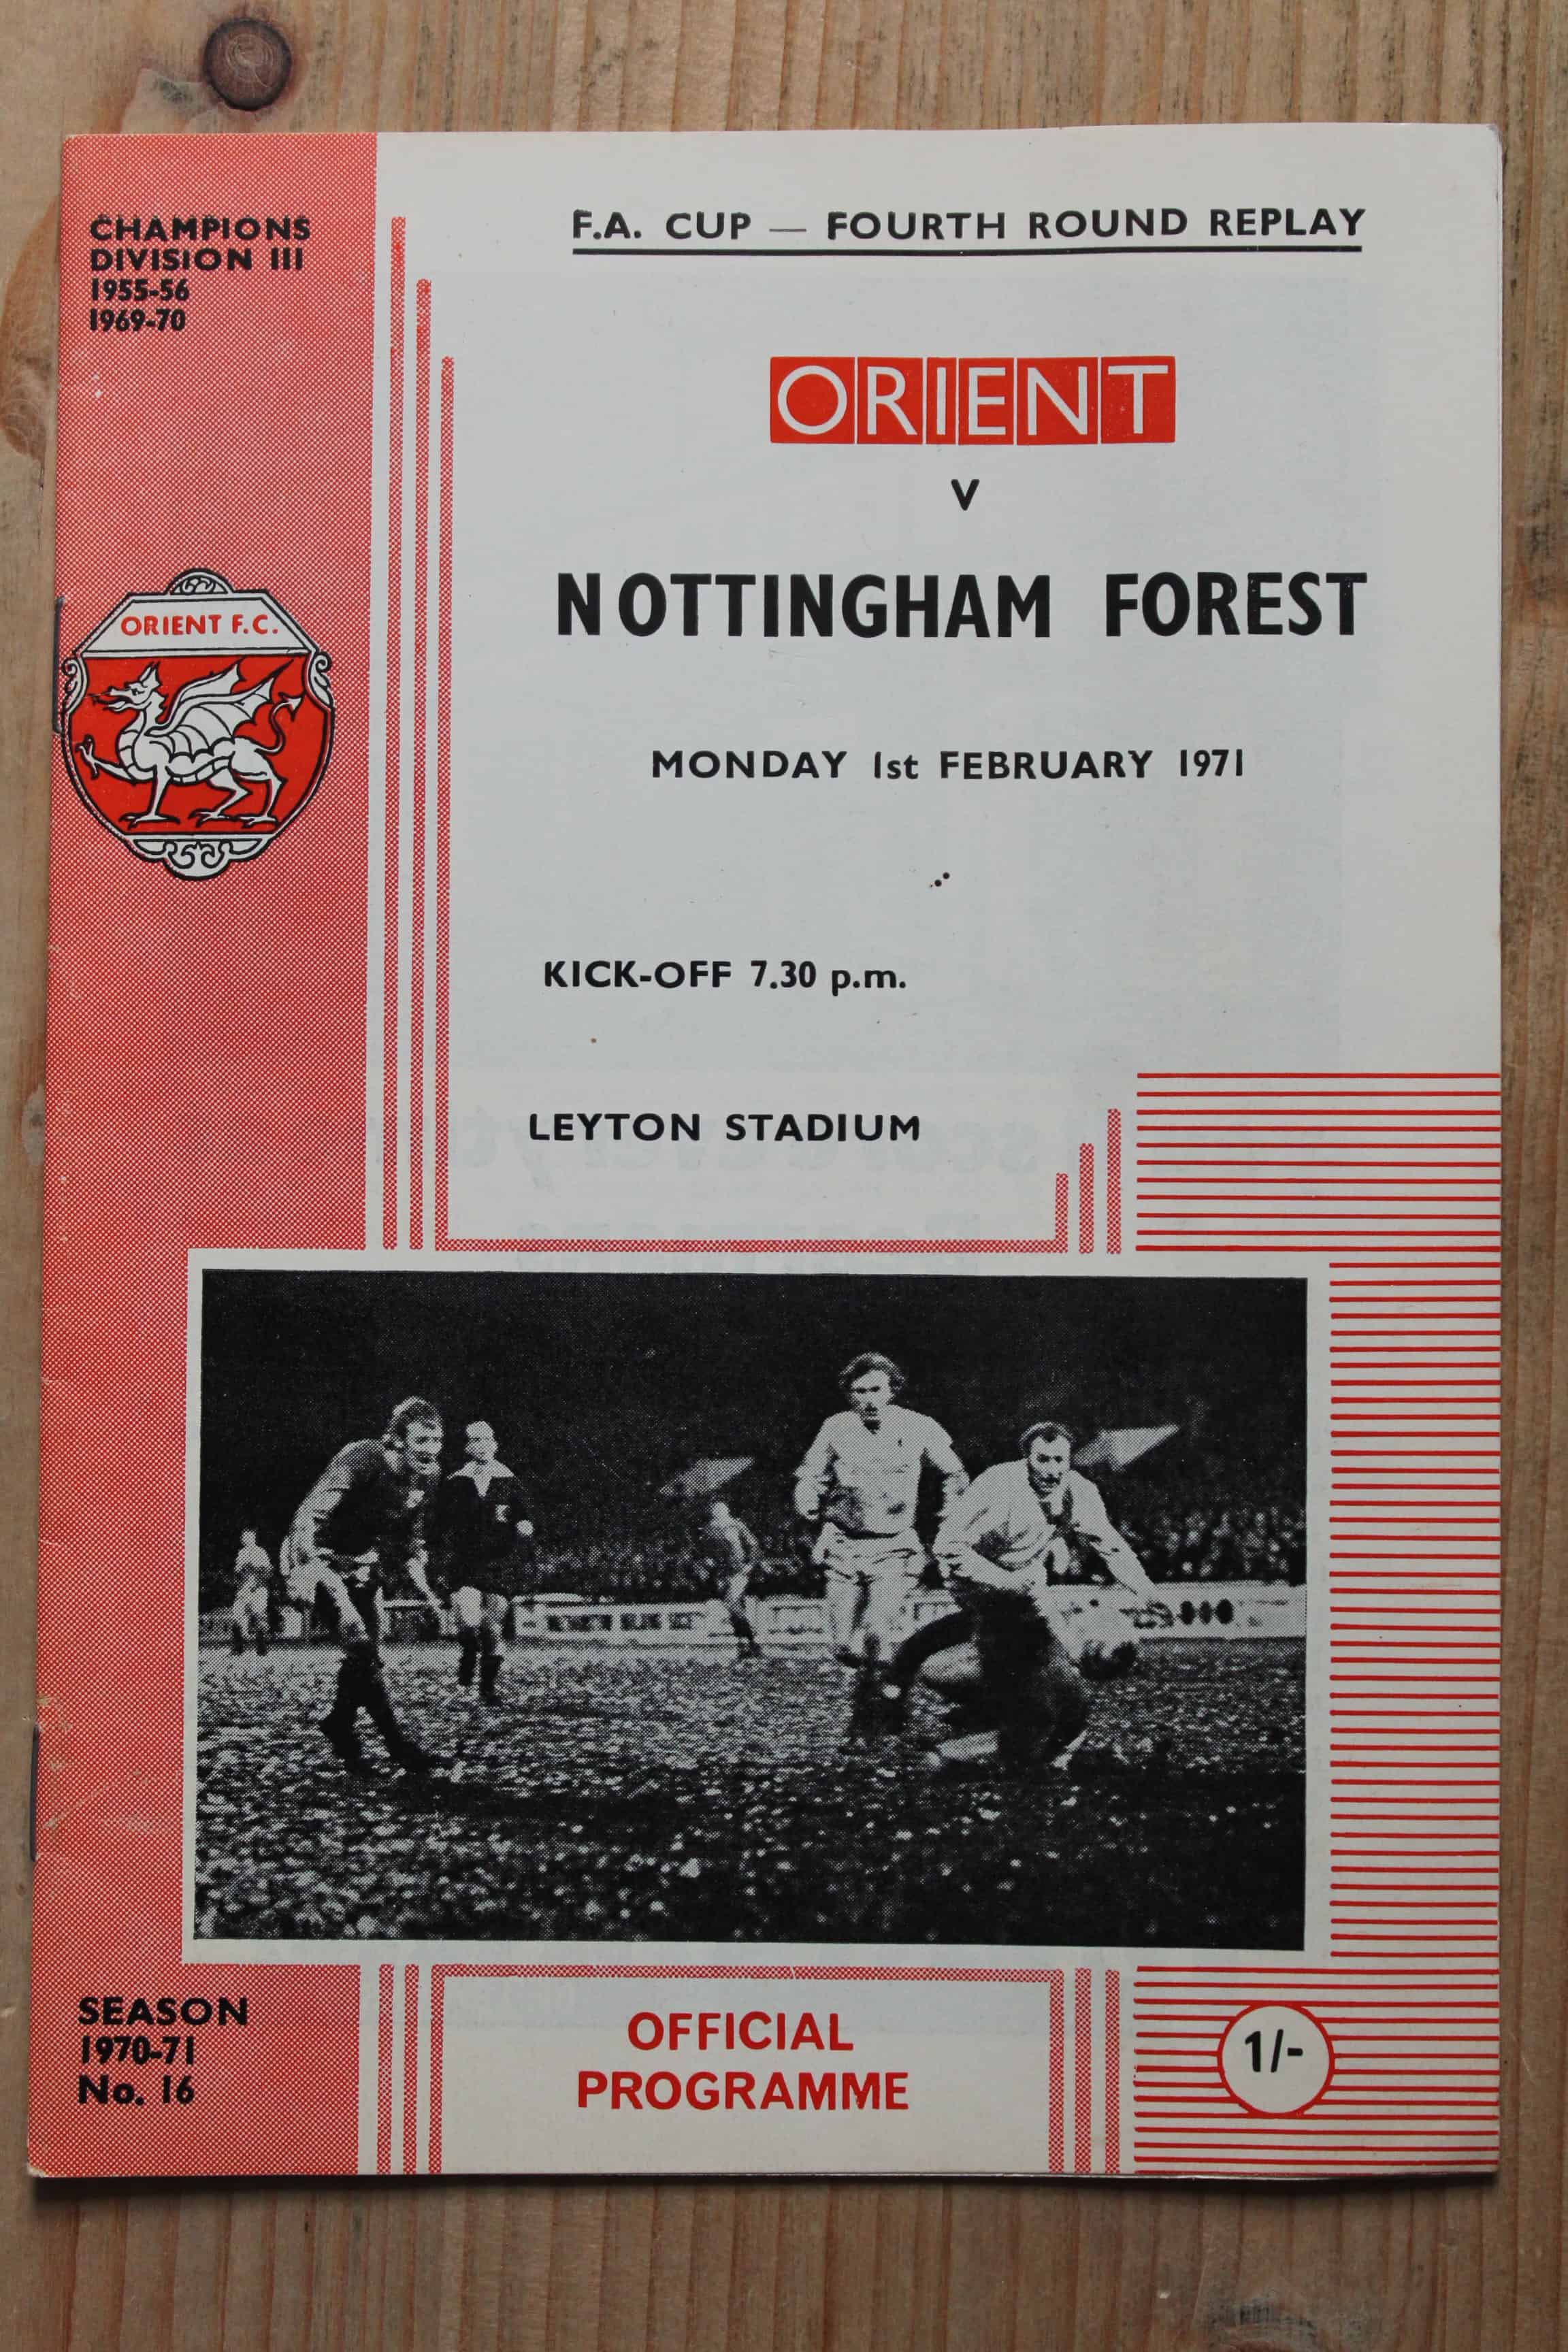 CHAMPIONS
DIVISION III
1955-56
1969-70
F.A. CUP — FOURTH ROUND REPLAY
ORIENT
v
NOTTINGHAM FOREST
ORIENT F.C.
MONDAY 1st FEBRUARY 1971
KICK-OFF 7.30 p.m.
LEYTON STADIUM
SEASON
1970-71
No. 16
OFFICIAL
PROGRAMME
1/-